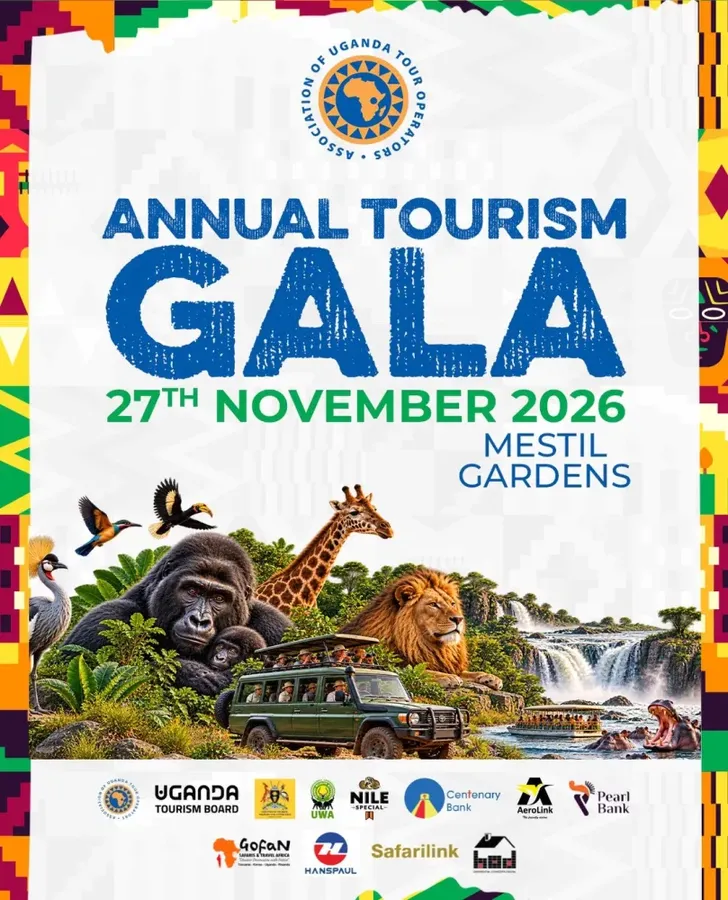 ASSOCIATION OF UGANDA TOUR OPERATORS
ANNUAL TOURISM
GALA
27TH NOVEMBER 2026
MESTIL
GARDENS
UGANDA
TOURISM BOARD
UWA
NILE
SPECIAL
Centenary
Bank
AeroLink
Pearl
Bank
GOFAN
SAFARIS & TRAVEL AFRICA
HANSPAUL
Safarilink